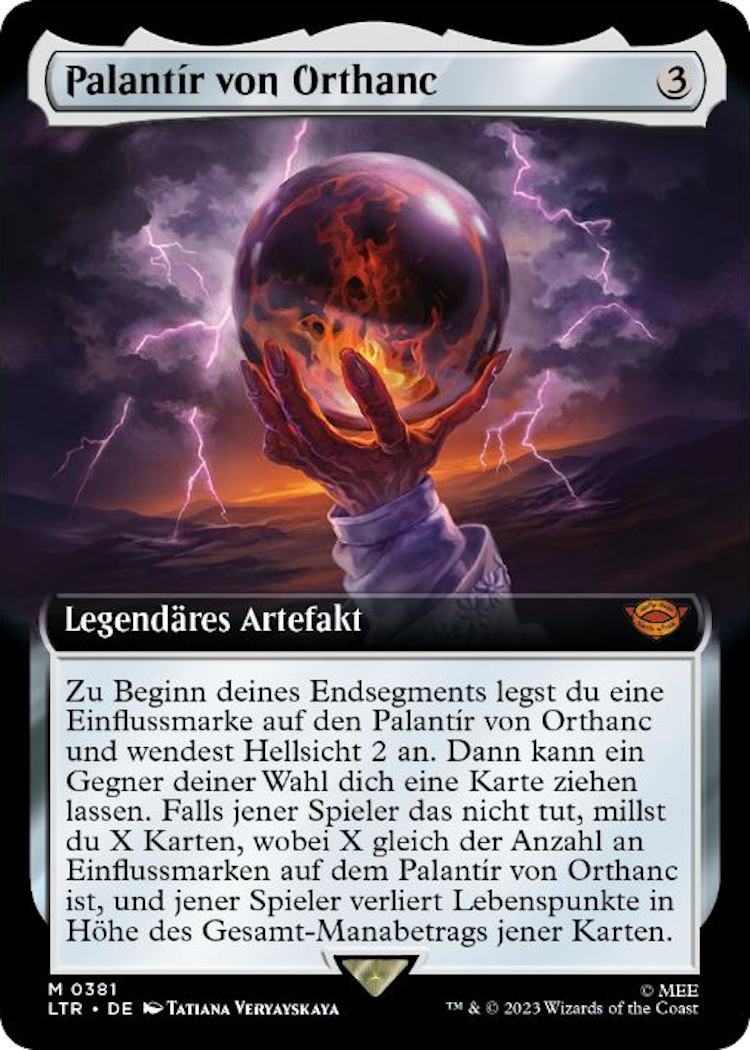 Palantír von Orthanc
3
Legendäres Artefakt
Zu Beginn deines Endsegments legst du eine
Einflussmarke auf den Palantír von Orthanc
und wendest Hellsicht 2 an. Dann kann ein
Gegner deiner Wahl dich eine Karte ziehen
lassen. Falls jener Spieler das nicht tut, millst
du X Karten, wobei X gleich der Anzahl an
Einflussmarken auf dem Palantír von Orthanc
ist, und jener Spieler verliert Lebenspunkte in
Höhe des Gesamt-Manabetrags jener Karten.
M 0381
© MEE
LTR • DE Tatiana Veryayskaya
™ & © 2023 Wizards of the Coast